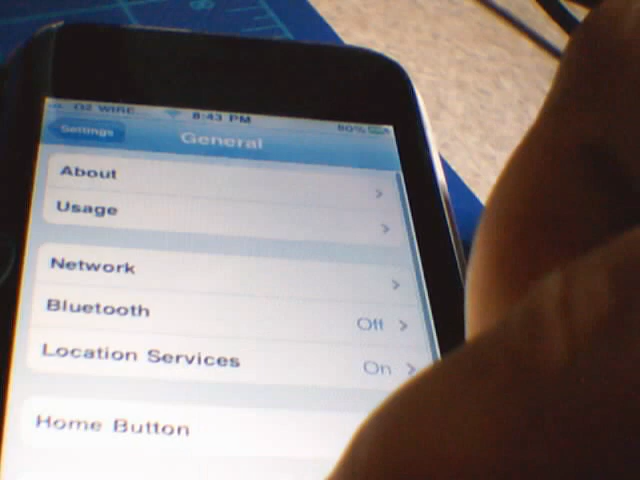 O2 WIRE 8:43 PM 80%
Settings General
About
Usage
Network
Bluetooth Off
Location Services On
Home Button